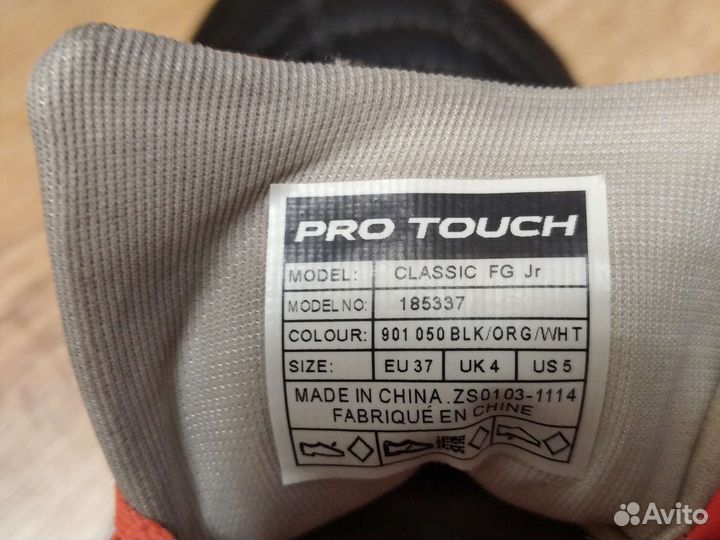 PRO TOUCH
MODEL: CLASSIC FG Jr
MODEL NO: 185337
COLOUR: 901 050 BLK/ORG/WHT
SIZE: EU 37 UK 4 US 5
MADE IN CHINA.ZS0103-1114
FABRIQUÉ EN CHINE
Avito